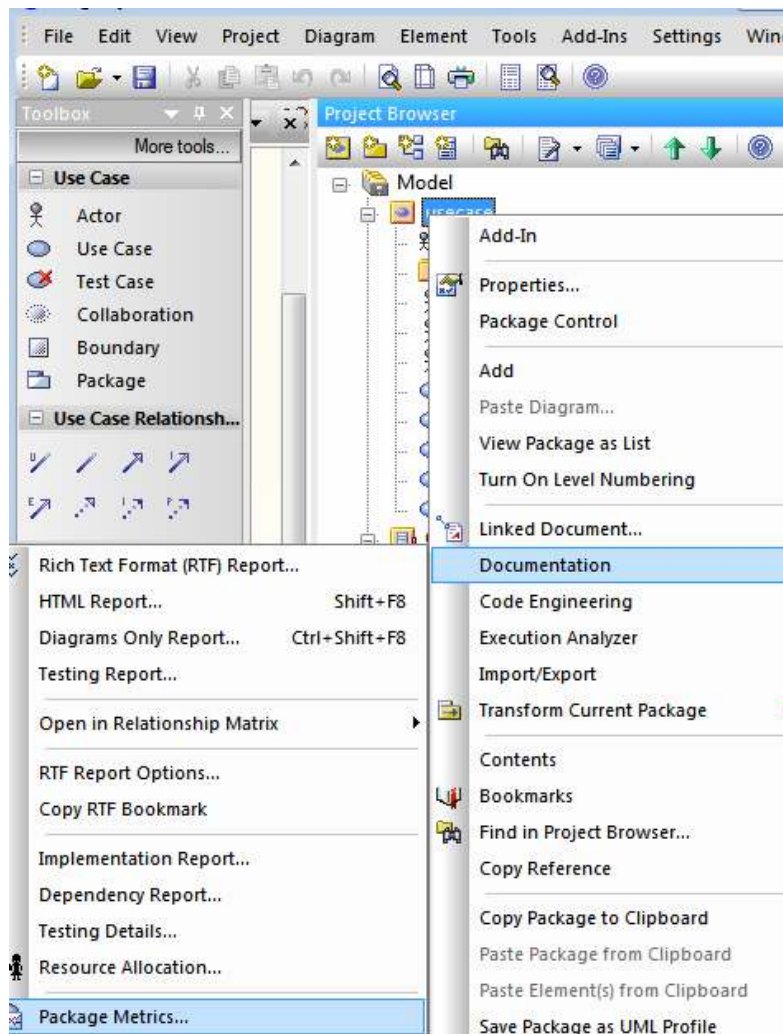 File Edit View Project Diagram Element Tools Add-Ins Settings
Toolbox
More tools...
Use Case
Actor
Use Case
Test Case
Collaboration
Boundary
Package
Use Case Relationsh...
Project Browser
Model
usecase
Add-In
Properties...
Package Control
Add
Paste Diagram...
View Package as List
Turn On Level Numbering
Linked Document...
Documentation
Code Engineering
Execution Analyzer
Import/Export
Transform Current Package
Contents
Bookmarks
Find in Project Browser...
Copy Reference
Copy Package to Clipboard
Paste Package from Clipboard
Paste Element(s) from Clipboard
Save Package as UML Profile
Rich Text Format (RTF) Report...
HTML Report... Shift+F8
Diagrams Only Report... Ctrl+Shift+F8
Testing Report...
Open in Relationship Matrix
RTF Report Options...
Copy RTF Bookmark
Implementation Report...
Dependency Report...
Testing Details...
Resource Allocation...
Package Metrics...